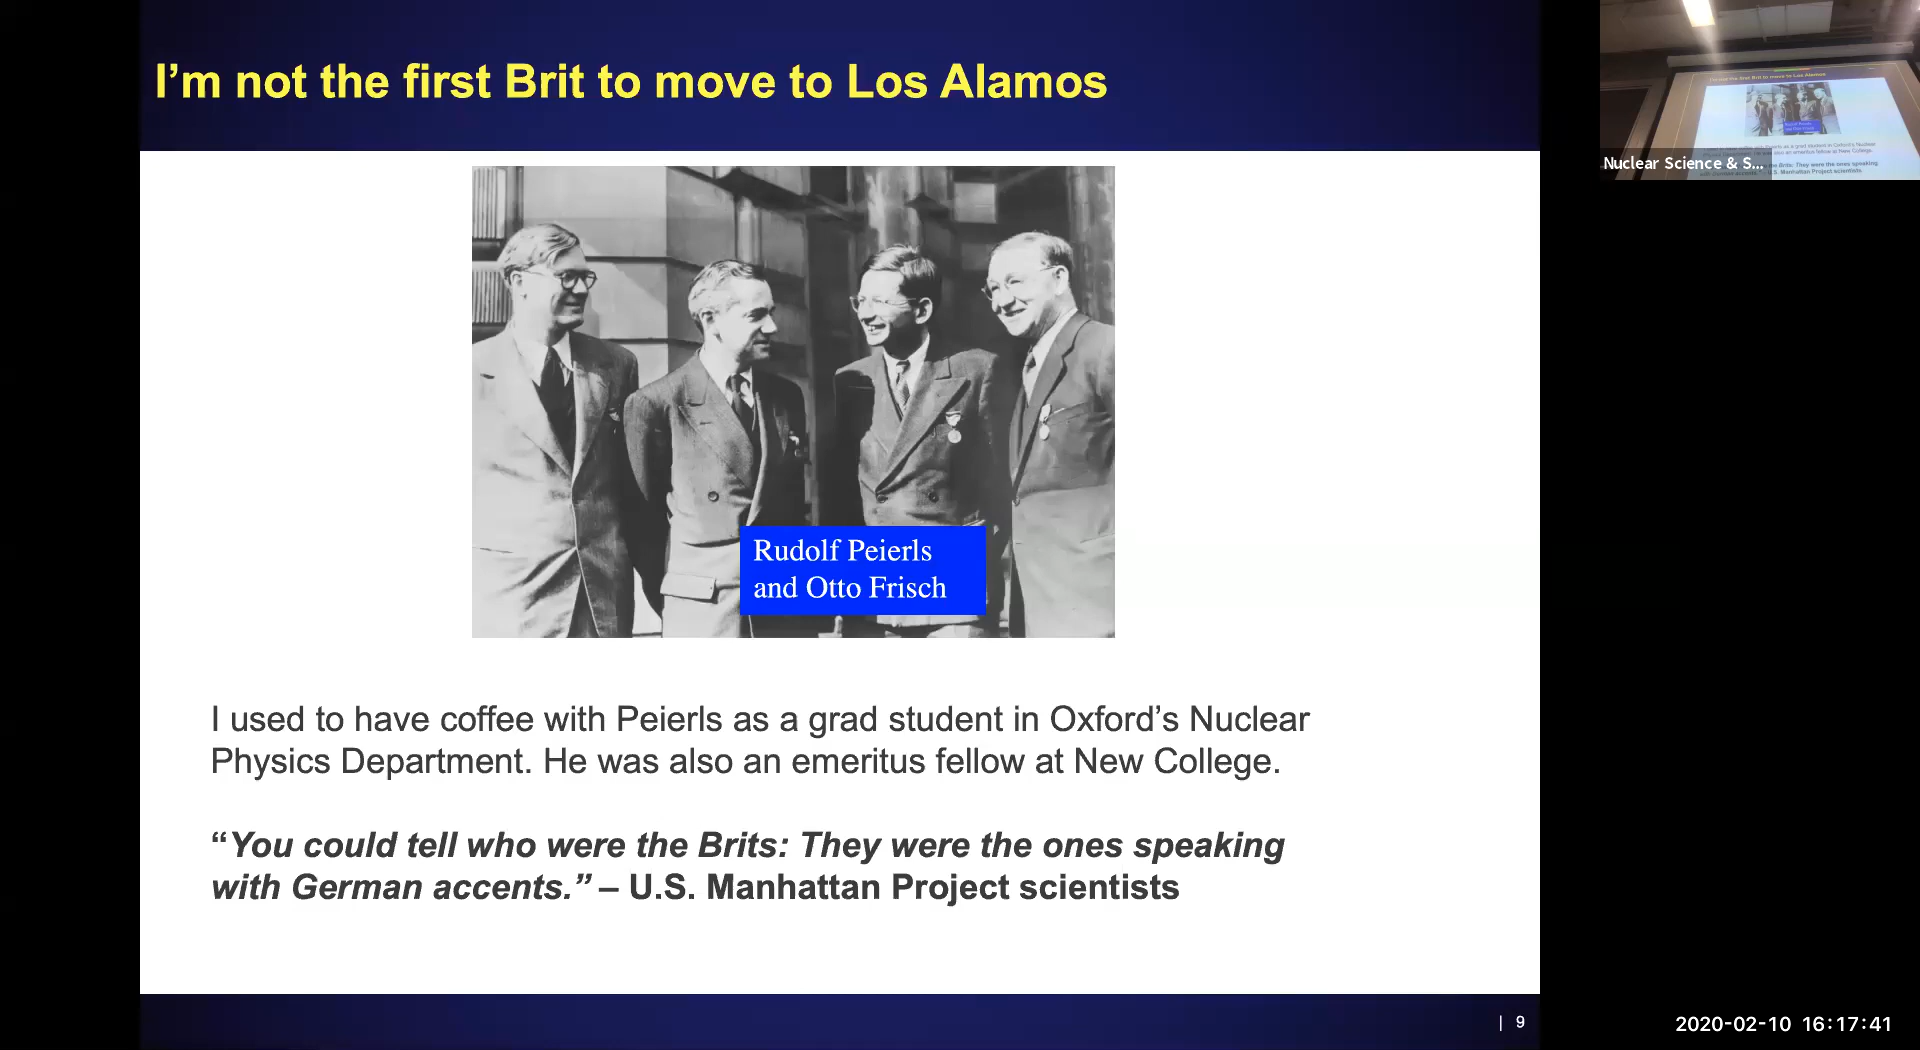 I’m not the first Brit to move to Los Alamos
Rudolf Peierls
and Otto Frisch
I used to have coffee with Peierls as a grad student in Oxford’s Nuclear
Physics Department. He was also an emeritus fellow at New College.
“You could tell who were the Brits: They were the ones speaking
with German accents.” – U.S. Manhattan Project scientists
| 9
Nuclear Science & S...
2020-02-10 16:17:41